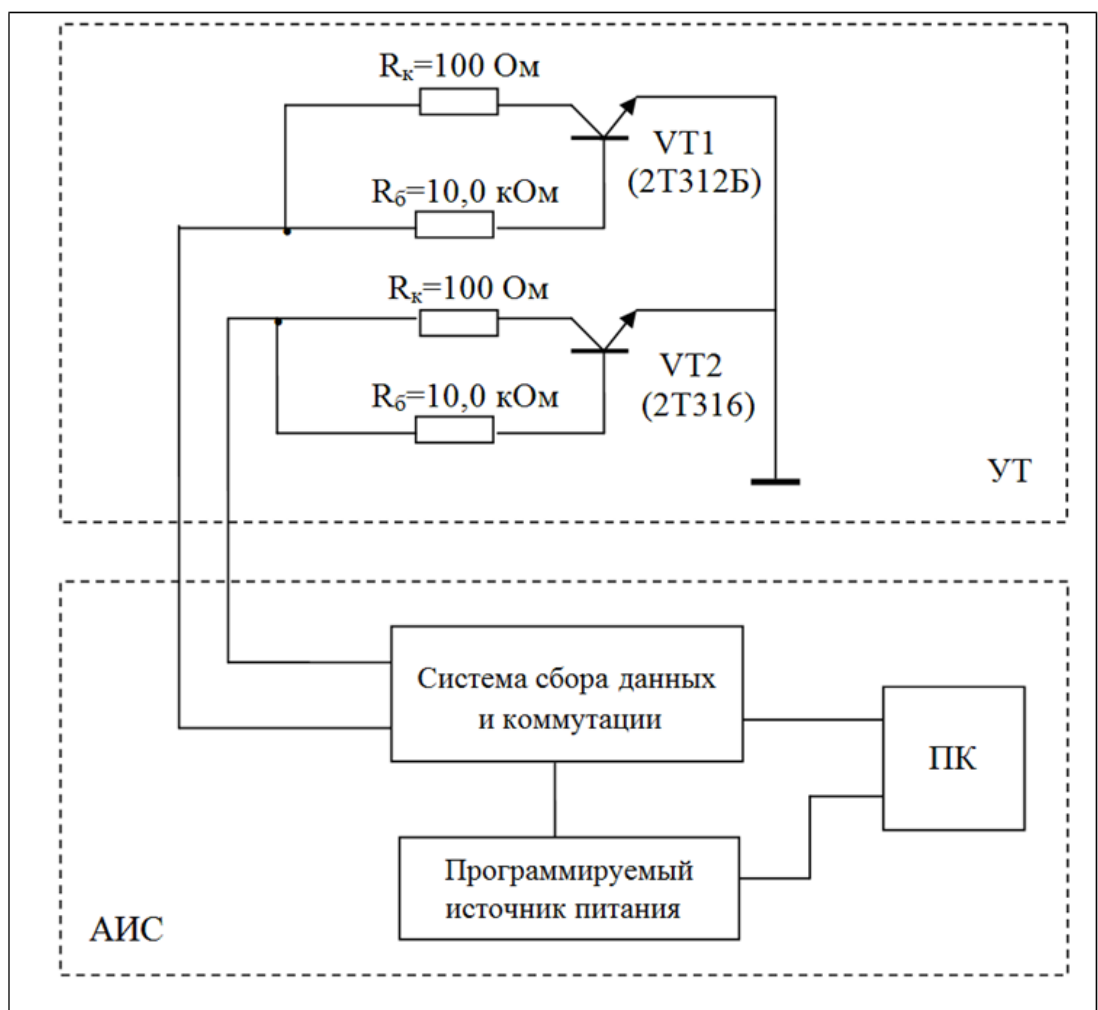 Rк=100 Ом
VT1
(2Т312Б)
Rб=10,0 кОм
Rк=100 Ом
VT2
(2Т316)
Rб=10,0 кОм
УТ
Система сбора данных
и коммутации
ПК
Программируемый
источник питания
АИС